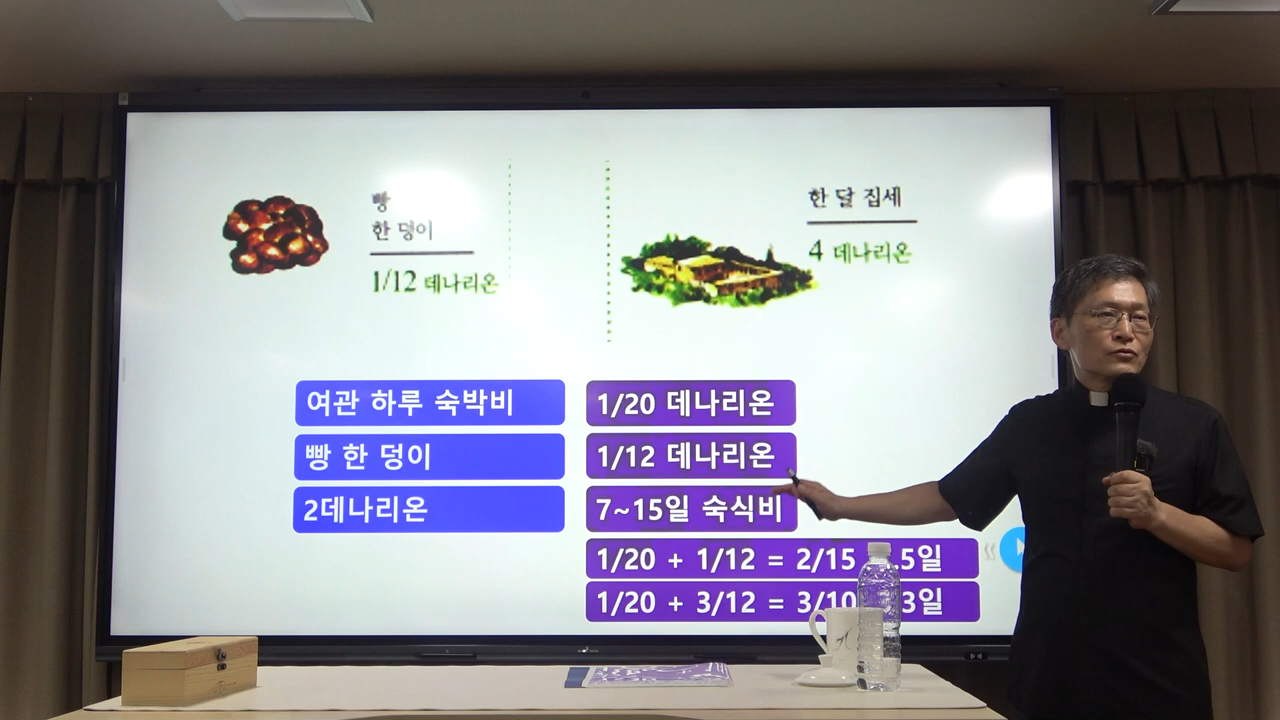 빵
한 덩이
1/12 데나리온
한 달 집세
4 데나리온
여관 하루 숙박비
1/20 데나리온
빵 한 덩이
1/12 데나리온
2데나리온
7~15일 숙식비
1/20 + 1/12 = 2/15 .5일
1/20 + 3/12 = 3/10 3일